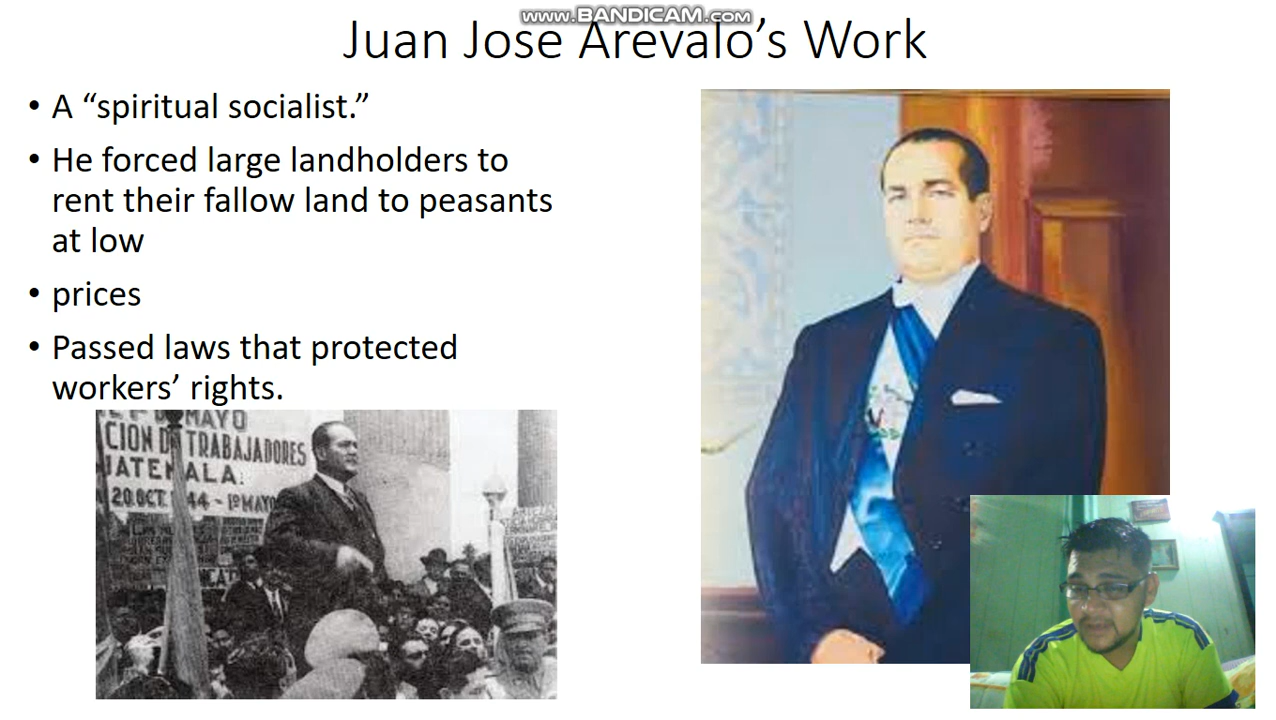 www.BANDICAM.com
Juan Jose Arevalo’s Work
• A “spiritual socialist.”
• He forced large landholders to
rent their fallow land to peasants
at low
• prices
• Passed laws that protected
workers’ rights.
MAYO
CION DE TRABAJADORES
UATEMALA.
20 OCT. 44 - 1º MAYO